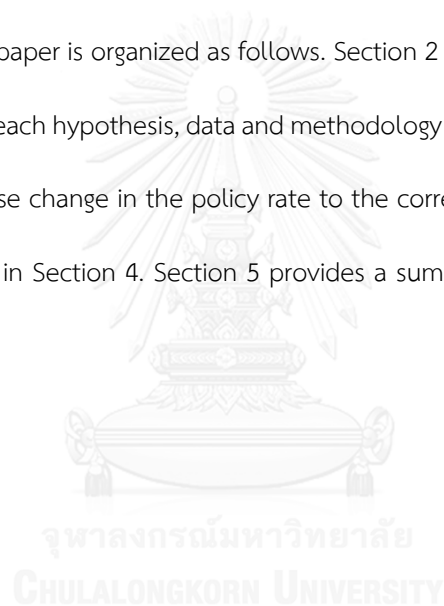 paper is organized as follows. Section 2
each hypothesis, data and methodology
se change in the policy rate to the corre
in Section 4. Section 5 provides a sum
จุฬาลงกรณ์มหาวิทยาลัย
CHULALONGKORN UNIVERSITY